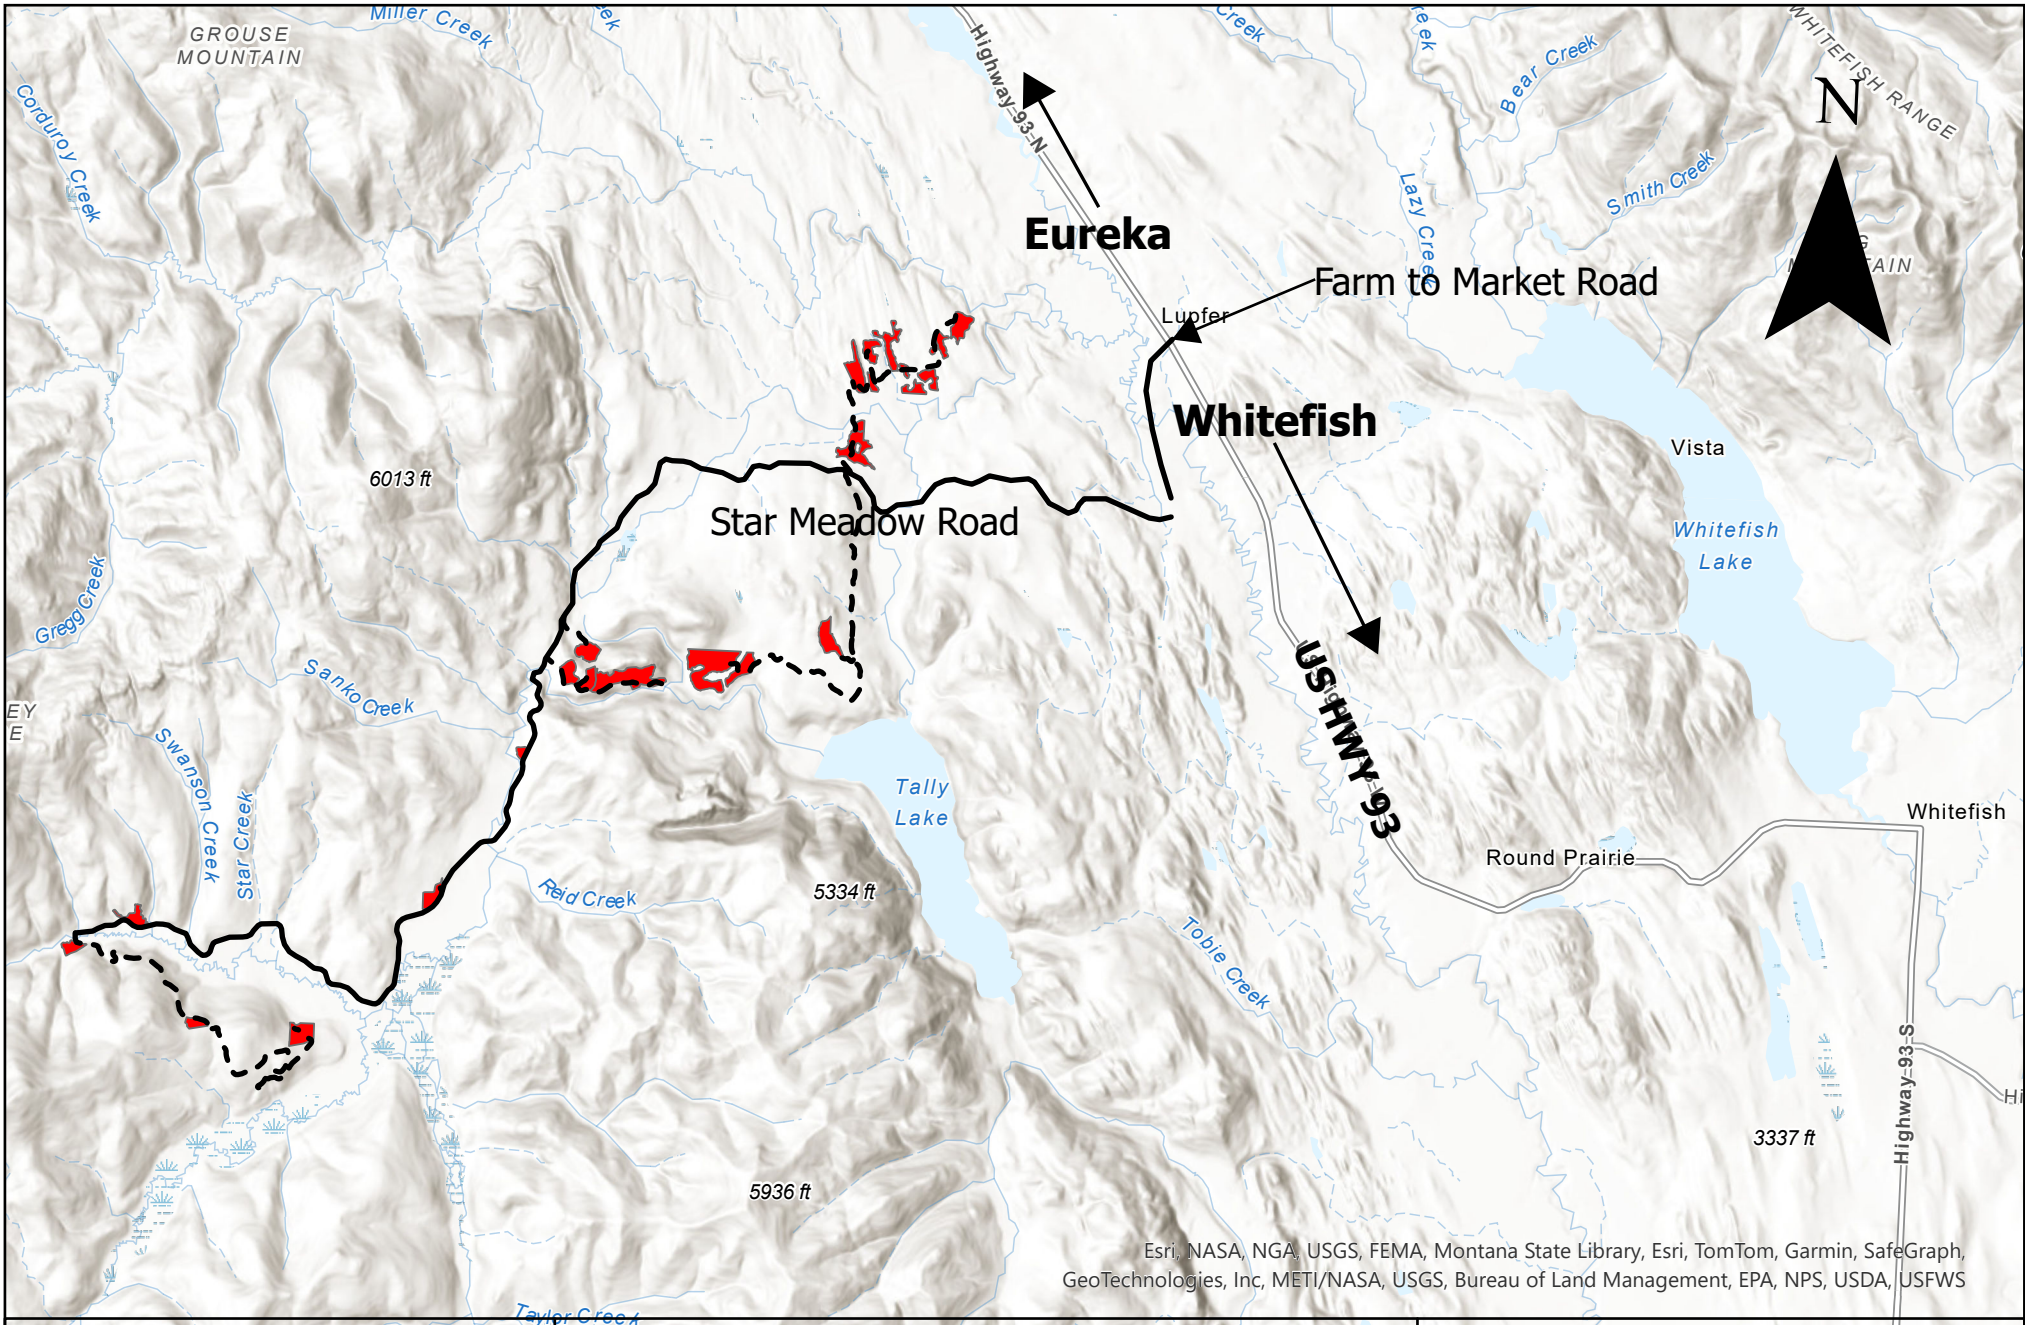 GROUSE
MOUNTAIN
Miller Creek
eek
Creek
reek
Bear Creek
WHITEFISH RANGE
N
Highway 93 N
Corduroy Creek
Smith Creek
Lazy Creek
Eureka
Farm to Market Road
Lupfer
Whitefish
Vista
6013 ft
Star Meadow Road
Whitefish
Lake
Gregg Creek
Sanko Creek
EY
E
Swanson Creek
Star Creek
US HWY 93
Tally
Lake
Whitefish
Round Prairie
Reid Creek
5334 ft
Tobie Creek
Highway 93 S
Hi
3337 ft
5936 ft
Esri, NASA, NGA, USGS, FEMA, Montana State Library, Esri, TomTom, Garmin, SafeGraph,
GeoTechnologies, Inc, METI/NASA, USGS, Bureau of Land Management, EPA, NPS, USDA, USFWS
Taylor Creek